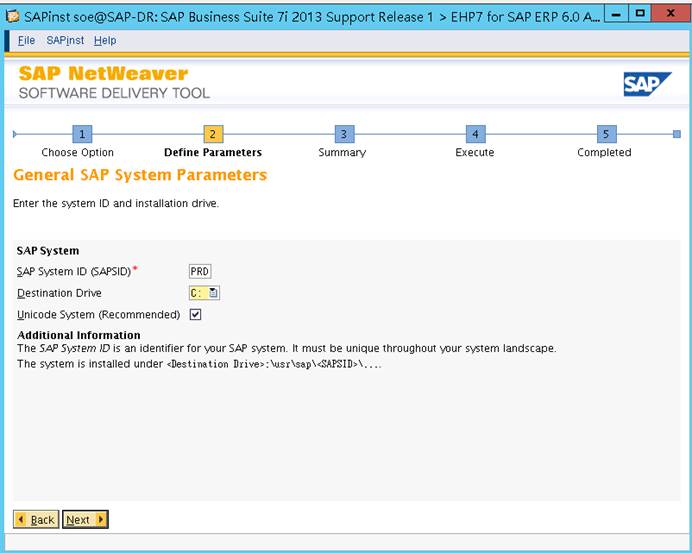 SAPinst soe@SAP-DR: SAP Business Suite 7i 2013 Support Release 1 > EHP7 for SAP ERP 6.0 A...
File SAPinst Help
SAP NetWeaver
SOFTWARE DELIVERY TOOL
SAP
1 2 3 4 5
Choose Option Define Parameters Summary Execute Completed
General SAP System Parameters
Enter the system ID and installation drive.
SAP System
SAP System ID (SAPSID)* PRD
Destination Drive C:
Unicode System (Recommended)
Additional Information
The SAP System ID is an identifier for your SAP system. It must be unique throughout your system landscape.
The system is installed under <Destination Drive>:\usr\sap\<SAPSID>\....
Back Next